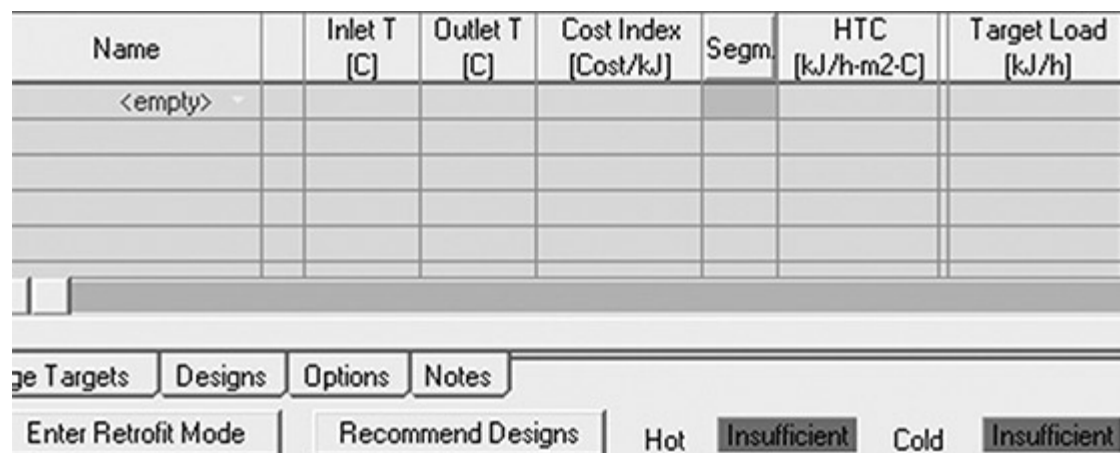 Name Inlet T Outlet T Cost Index Segm. HTC Target Load
[C] [C] [Cost/kJ] [kJ/h-m2-C] [kJ/h]
<empty>
ge Targets Designs Options Notes
Enter Retrofit Mode Recommend Designs Hot Insufficient Cold Insufficient